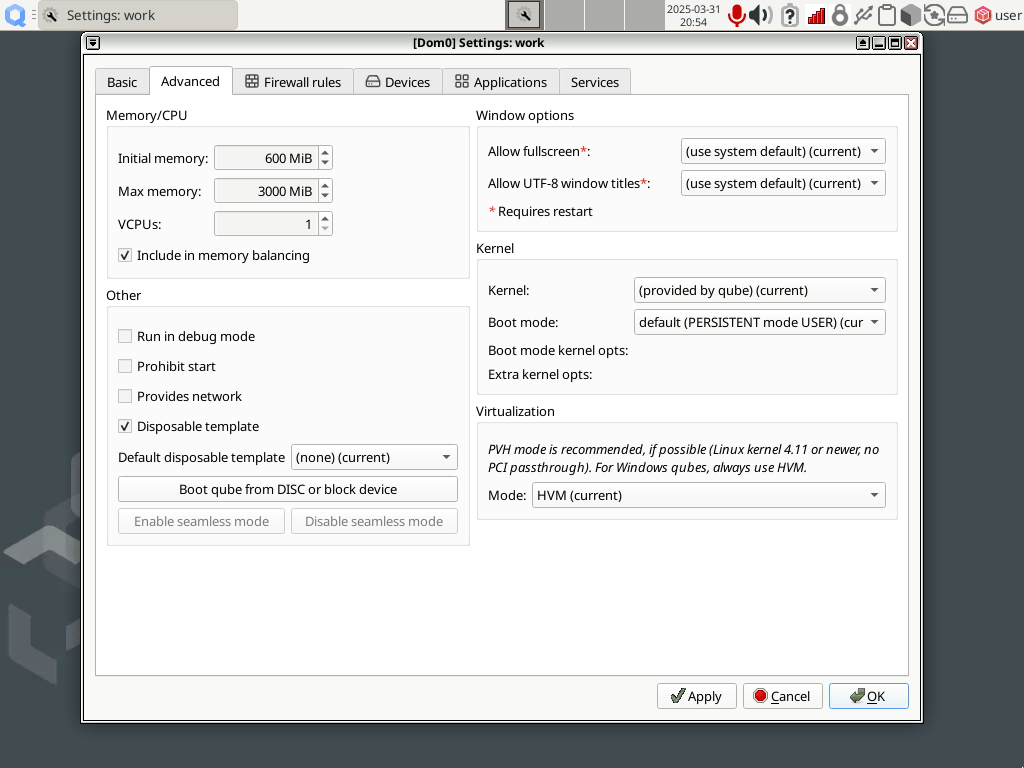 Settings: work
2025-03-31
20:54
user
[Dom0] Settings: work
Basic
Advanced
Firewall rules
Devices
Applications
Services
Memory/CPU
Initial memory: 600 MiB
Max memory: 3000 MiB
VCPUs: 1
Include in memory balancing
Other
Run in debug mode
Prohibit start
Provides network
Disposable template
Default disposable template (none) (current)
Boot qube from DISC or block device
Enable seamless mode
Disable seamless mode
Window options
Allow fullscreen*: (use system default) (current)
Allow UTF-8 window titles*: (use system default) (current)
* Requires restart
Kernel
Kernel: (provided by qube) (current)
Boot mode: default (PERSISTENT mode USER) (cur
Boot mode kernel opts:
Extra kernel opts:
Virtualization
PVH mode is recommended, if possible (Linux kernel 4.11 or newer, no
PCI passthrough). For Windows qubes, always use HVM.
Mode: HVM (current)
Apply
Cancel
OK